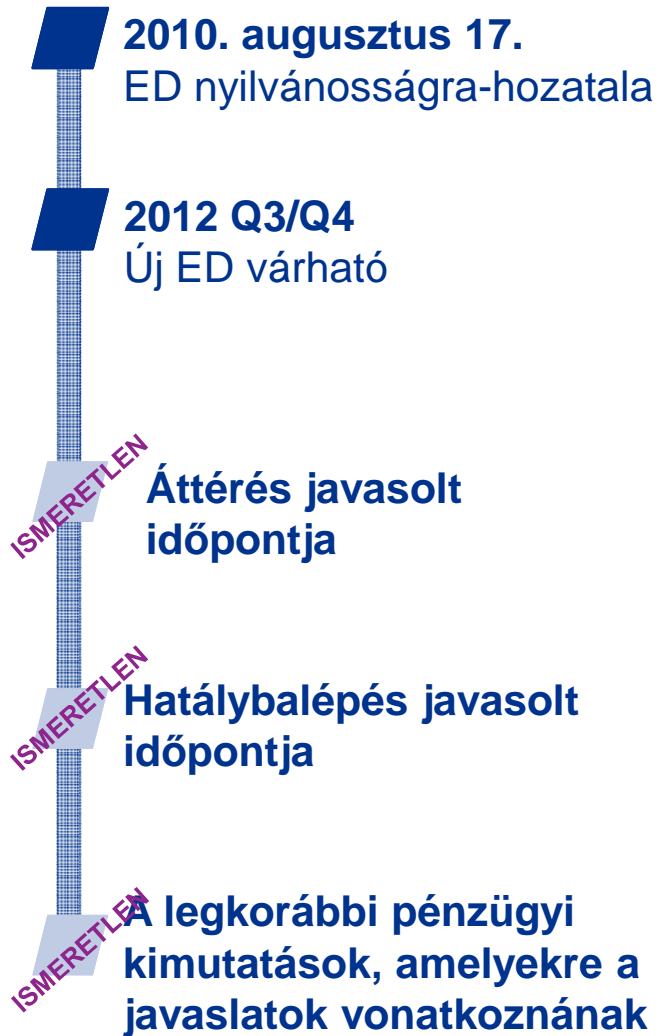 2010. augusztus 17.
ED nyilvánosságra-hozatala
2012 Q3/Q4
Új ED várható
ISMERETLEN
Áttérés javasolt
időpontja
ISMERETLEN
Hatálybalépés javasolt
időpontja
ISMERETLEN
A legkorábbi pénzügyi
kimutatások, amelyekre a
javaslatok vonatkoznának